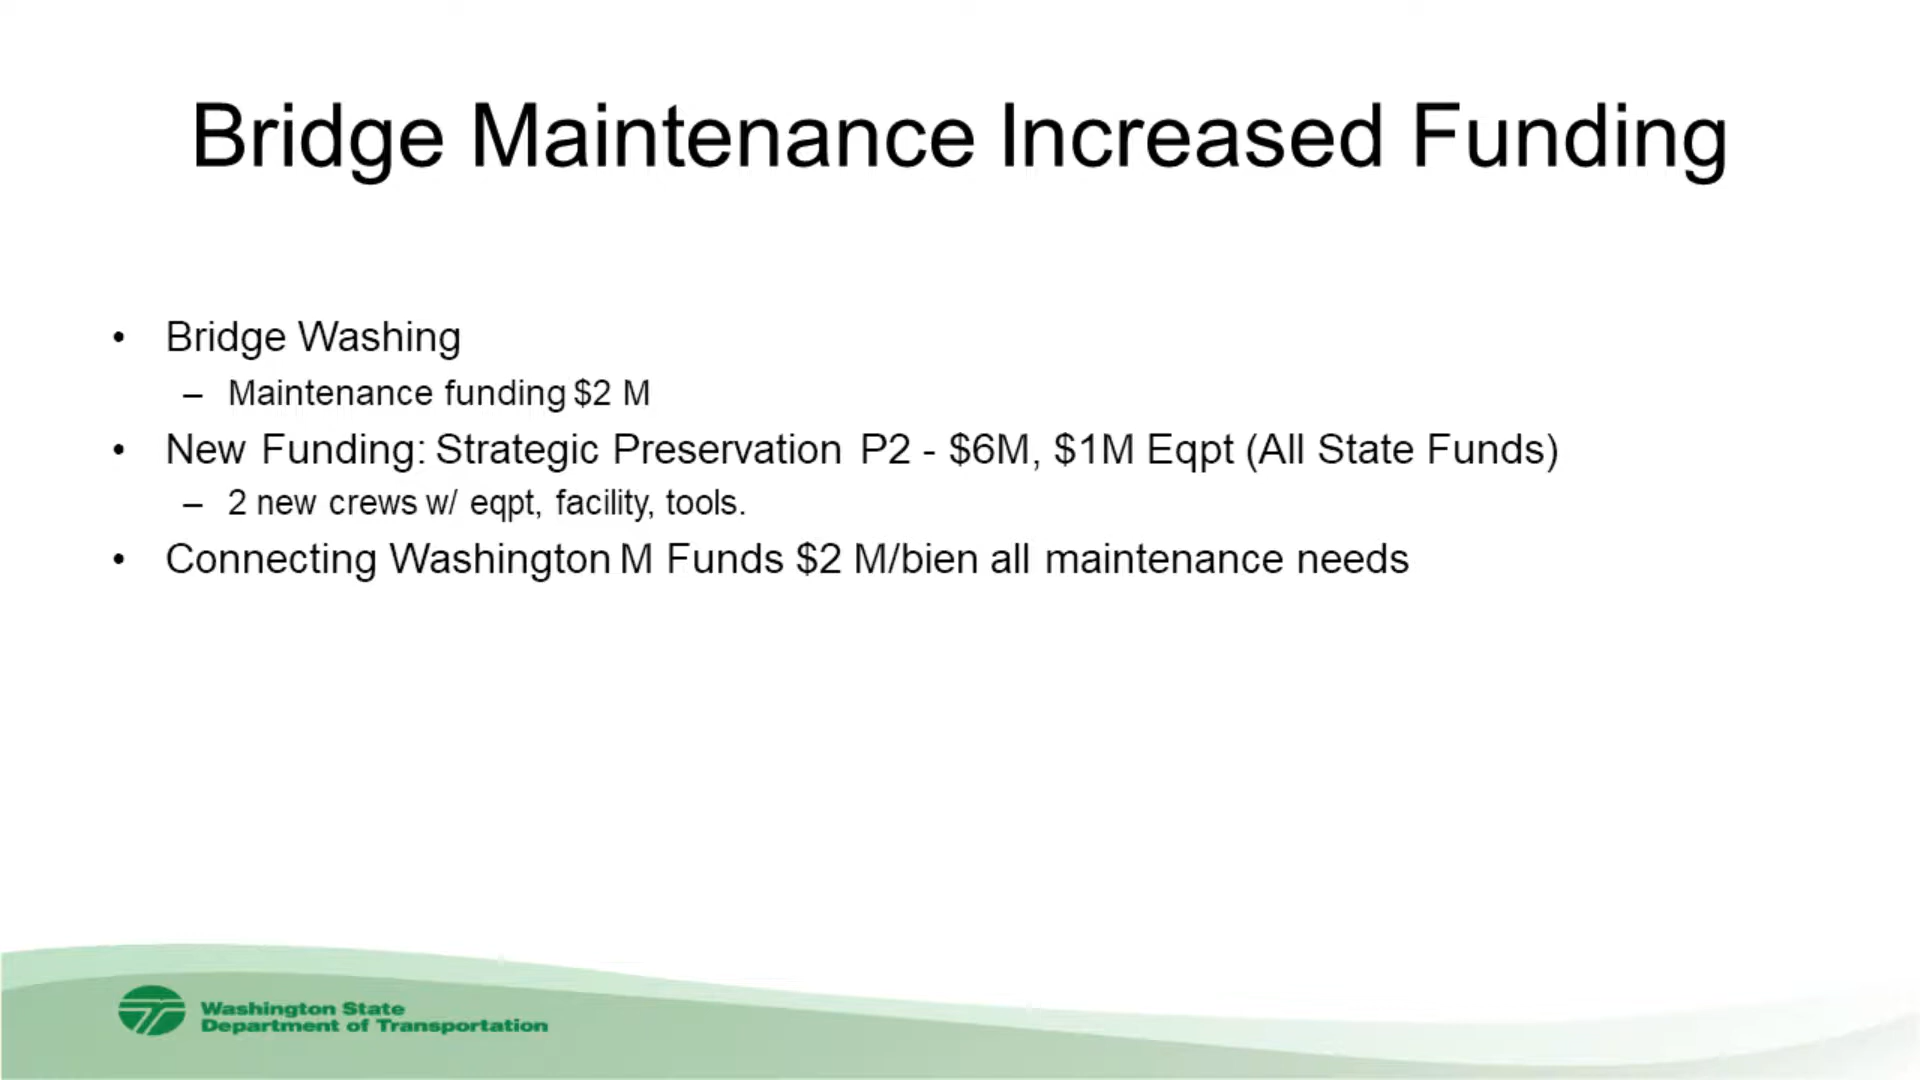 Bridge Maintenance Increased Funding
• Bridge Washing
– Maintenance funding $2 M
• New Funding: Strategic Preservation P2 - $6M, $1M Eqpt (All State Funds)
– 2 new crews w/ eqpt, facility, tools.
• Connecting Washington M Funds $2 M/bien all maintenance needs
Washington State
Department of Transportation